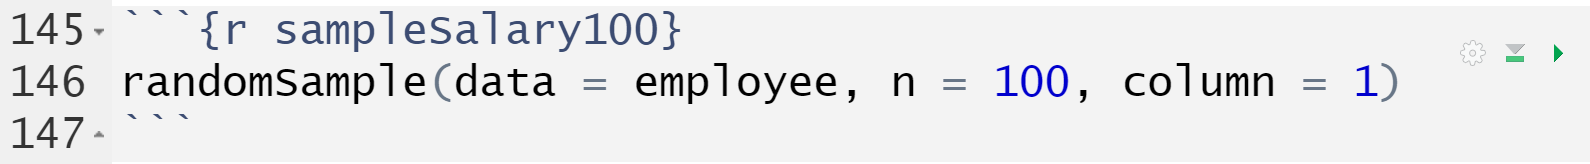 145 ```{r sampleSalary100}
146 randomSample(data = employee, n = 100, column = 1)
147 ```